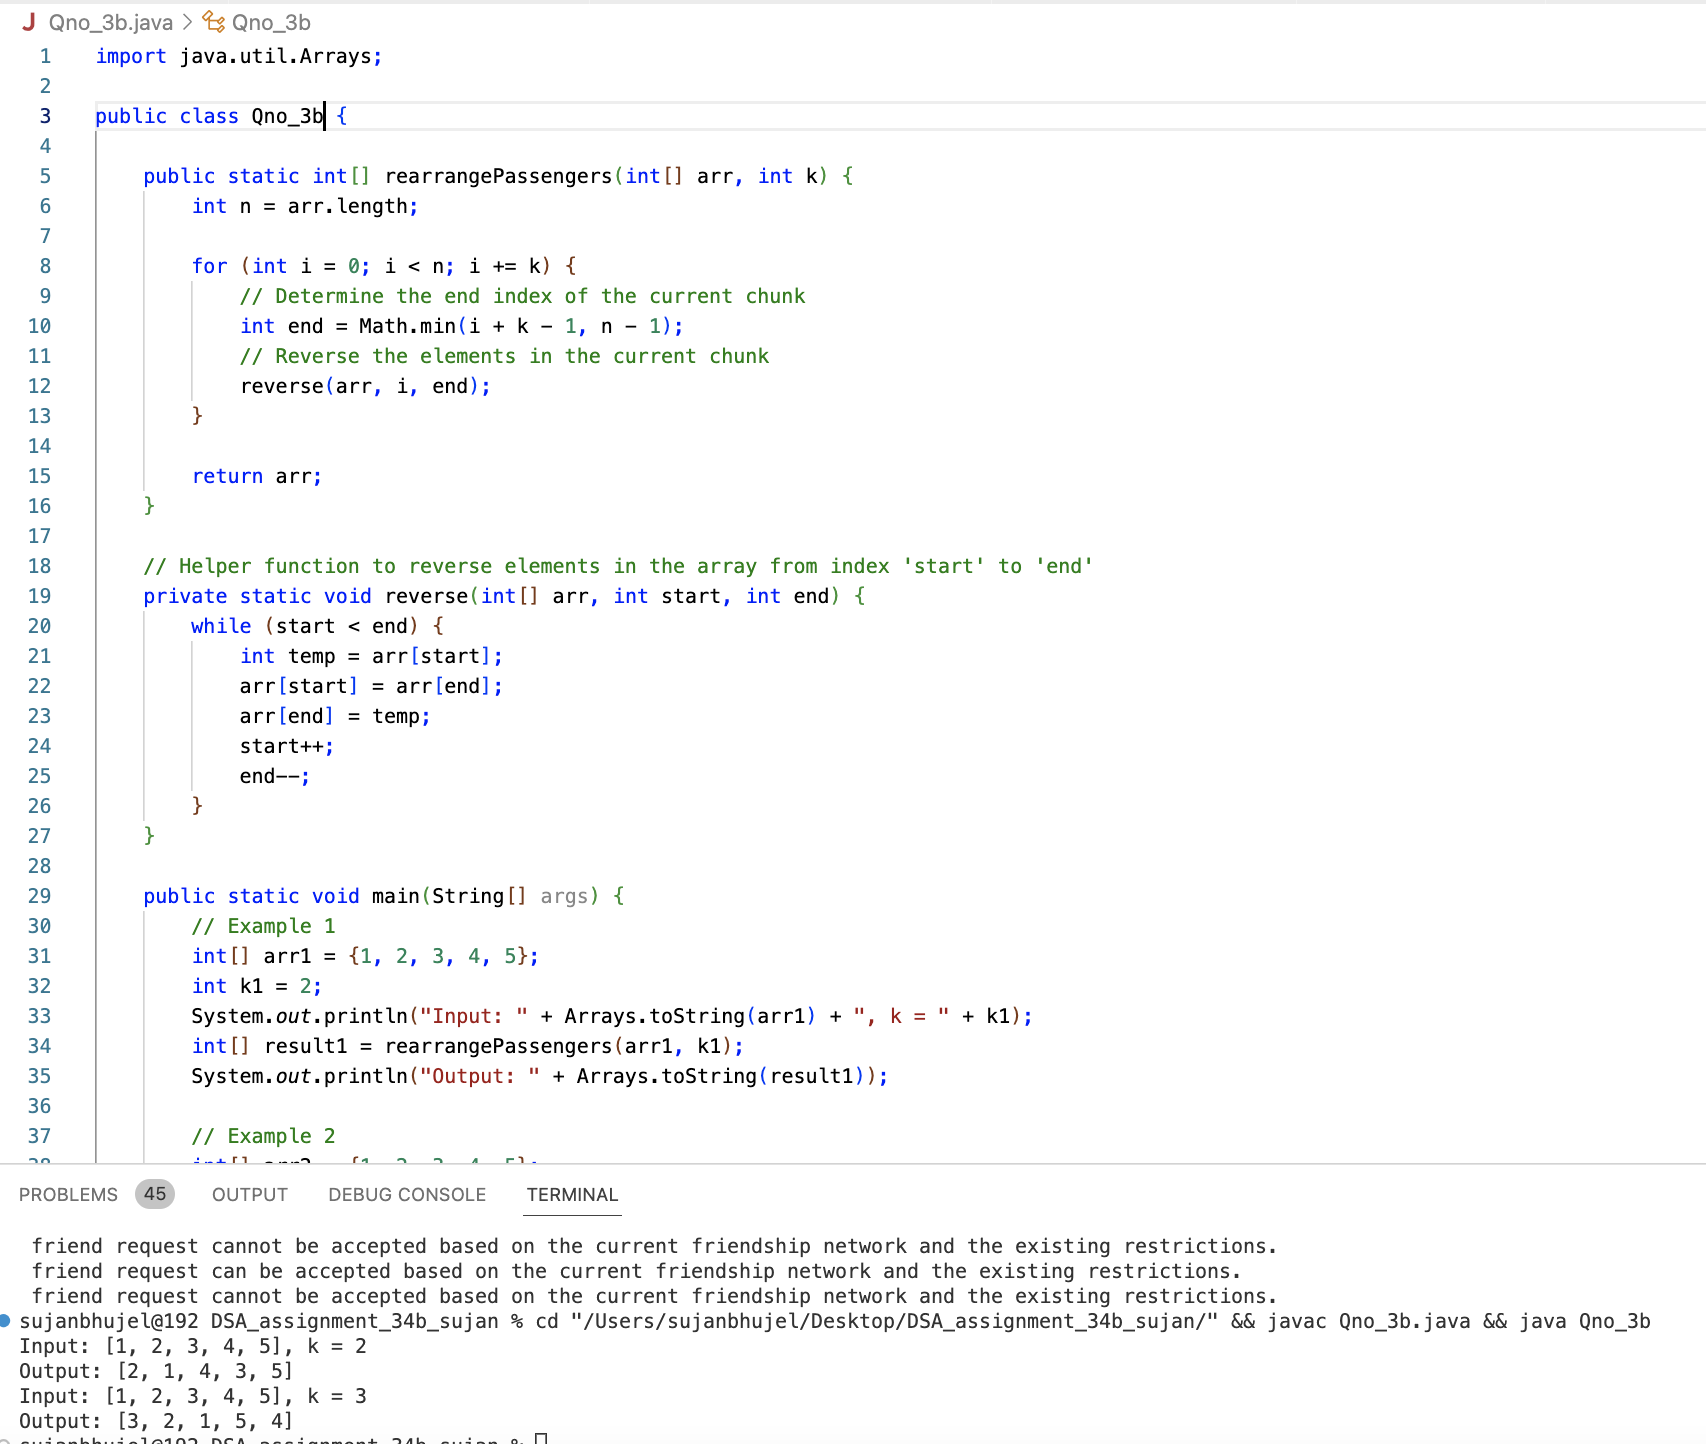 J Qno_3b.java > Qno_3b
1 import java.util.Arrays;
2
3 public class Qno_3b {
4
5     public static int[] rearrangePassengers(int[] arr, int k) {
6         int n = arr.length;
7
8         for (int i = 0; i < n; i += k) {
9             // Determine the end index of the current chunk
10             int end = Math.min(i + k - 1, n - 1);
11             // Reverse the elements in the current chunk
12             reverse(arr, i, end);
13         }
14
15         return arr;
16     }
17
18     // Helper function to reverse elements in the array from index 'start' to 'end'
19     private static void reverse(int[] arr, int start, int end) {
20         while (start < end) {
21             int temp = arr[start];
22             arr[start] = arr[end];
23             arr[end] = temp;
24             start++;
25             end--;
26         }
27     }
28
29     public static void main(String[] args) {
30         // Example 1
31         int[] arr1 = {1, 2, 3, 4, 5};
32         int k1 = 2;
33         System.out.println("Input: " + Arrays.toString(arr1) + ", k = " + k1);
34         int[] result1 = rearrangePassengers(arr1, k1);
35         System.out.println("Output: " + Arrays.toString(result1));
36
37         // Example 2
38         int[] arr2 = {1, 2, 3, 4, 5};
PROBLEMS 45 OUTPUT DEBUG CONSOLE TERMINAL
friend request cannot be accepted based on the current friendship network and the existing restrictions.
friend request can be accepted based on the current friendship network and the existing restrictions.
friend request cannot be accepted based on the current friendship network and the existing restrictions.
sujanbhujel@192 DSA_assignment_34b_sujan % cd "/Users/sujanbhujel/Desktop/DSA_assignment_34b_sujan/" && javac Qno_3b.java && java Qno_3b
Input: [1, 2, 3, 4, 5], k = 2
Output: [2, 1, 4, 3, 5]
Input: [1, 2, 3, 4, 5], k = 3
Output: [3, 2, 1, 5, 4]
sujanbhujel@192 DSA_assignment_34b_sujan %